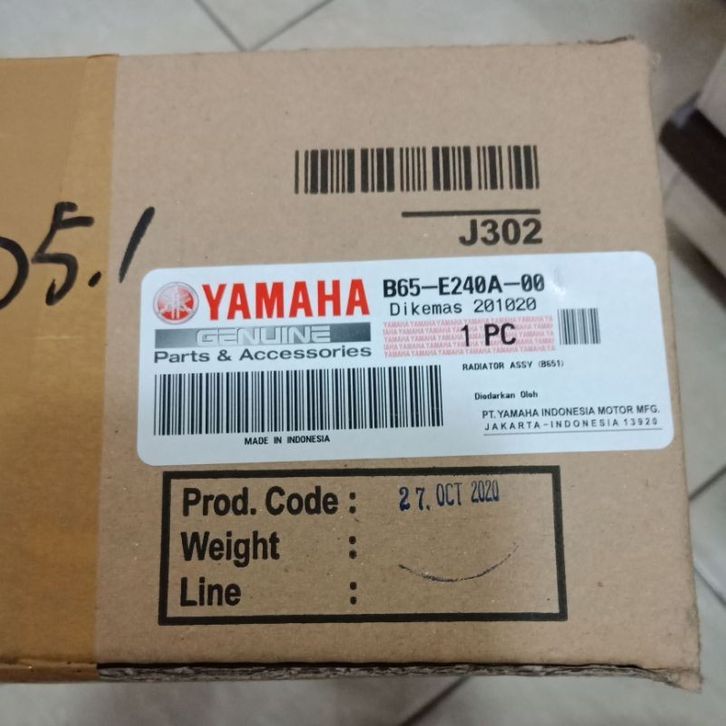 J302
05.1
YAMAHA
GENUINE
Parts & Accessories
B65-E240A-00
Dikemas 201020
1 PC
RADIATOR ASSY (B651)
Diedarkan Oleh
PT. YAMAHA INDONESIA MOTOR MFG.
JAKARTA-INDONESIA 13920
MADE IN INDONESIA
Prod. Code : 27. OCT 2020
Weight :
Line :